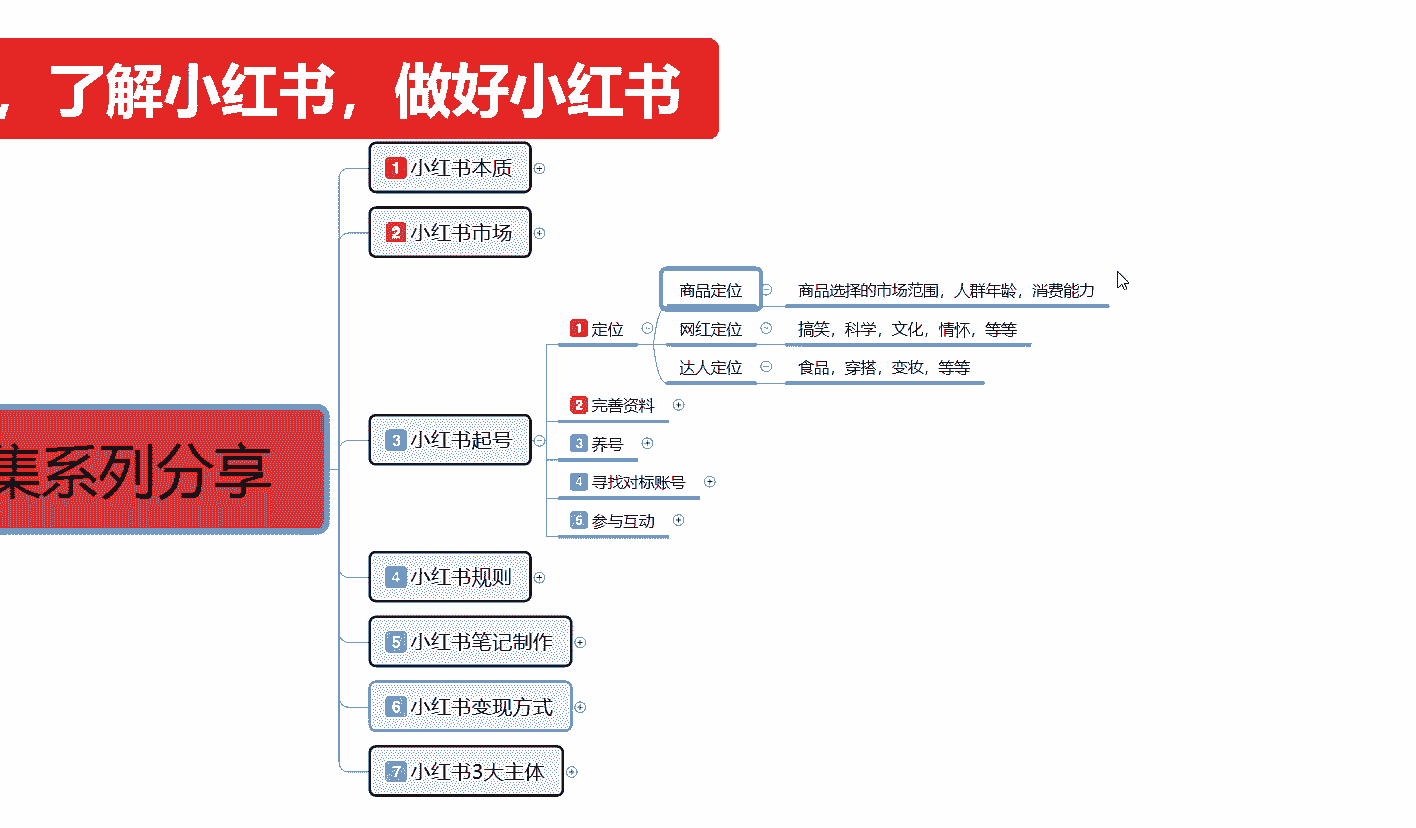 ，了解小红书，做好小红书
1 小红书本质
2 小红书市场
商品定位 商品选择的市场范围，人群年龄，消费能力
1 定位 网红定位 搞笑，科学，文化，情怀，等等
达人定位 食品，穿搭，变妆，等等
2 完善资料
3 小红书起号
3 养号
集系列分享
4 寻找对标账号
5 参与互动
4 小红书规则
5 小红书笔记制作
6 小红书变现方式
7 小红书3大主体